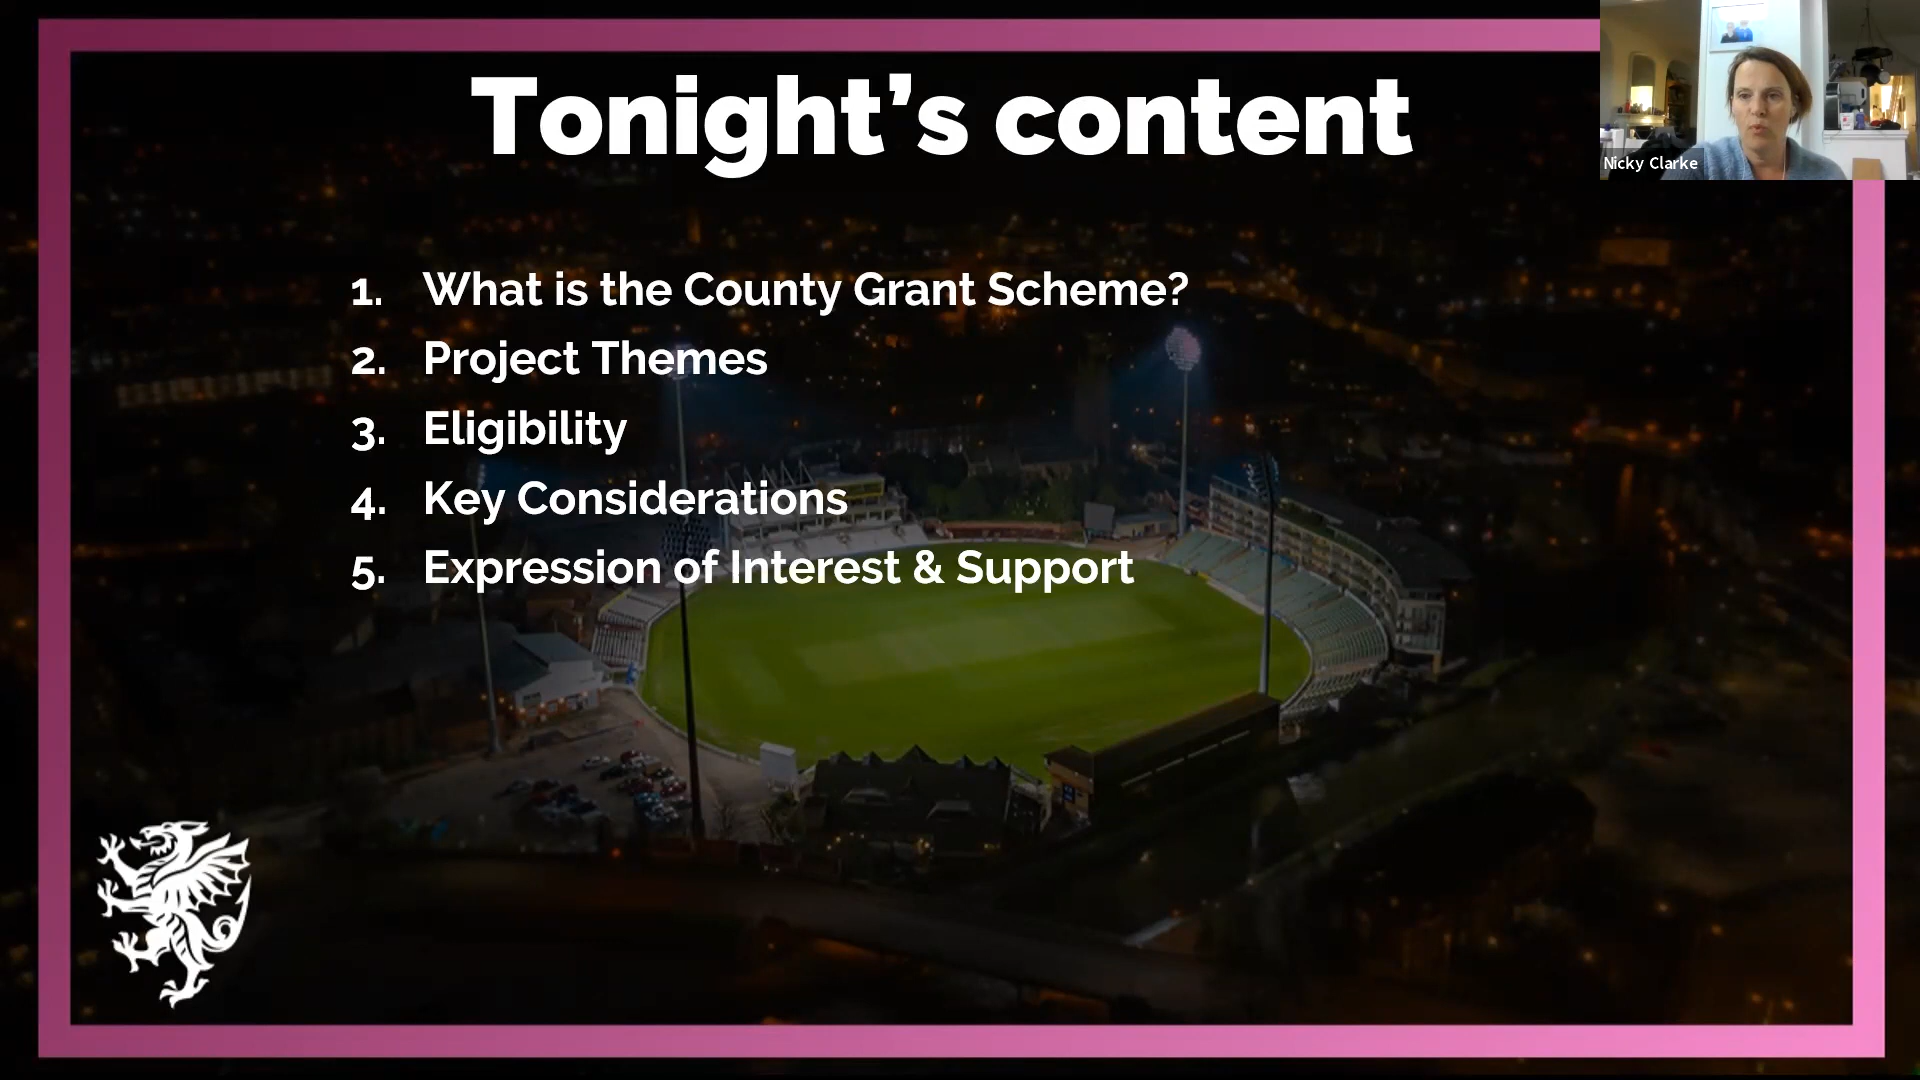 Tonight’s content
Nicky Clarke
1. What is the County Grant Scheme?
2. Project Themes
3. Eligibility
4. Key Considerations
5. Expression of Interest & Support